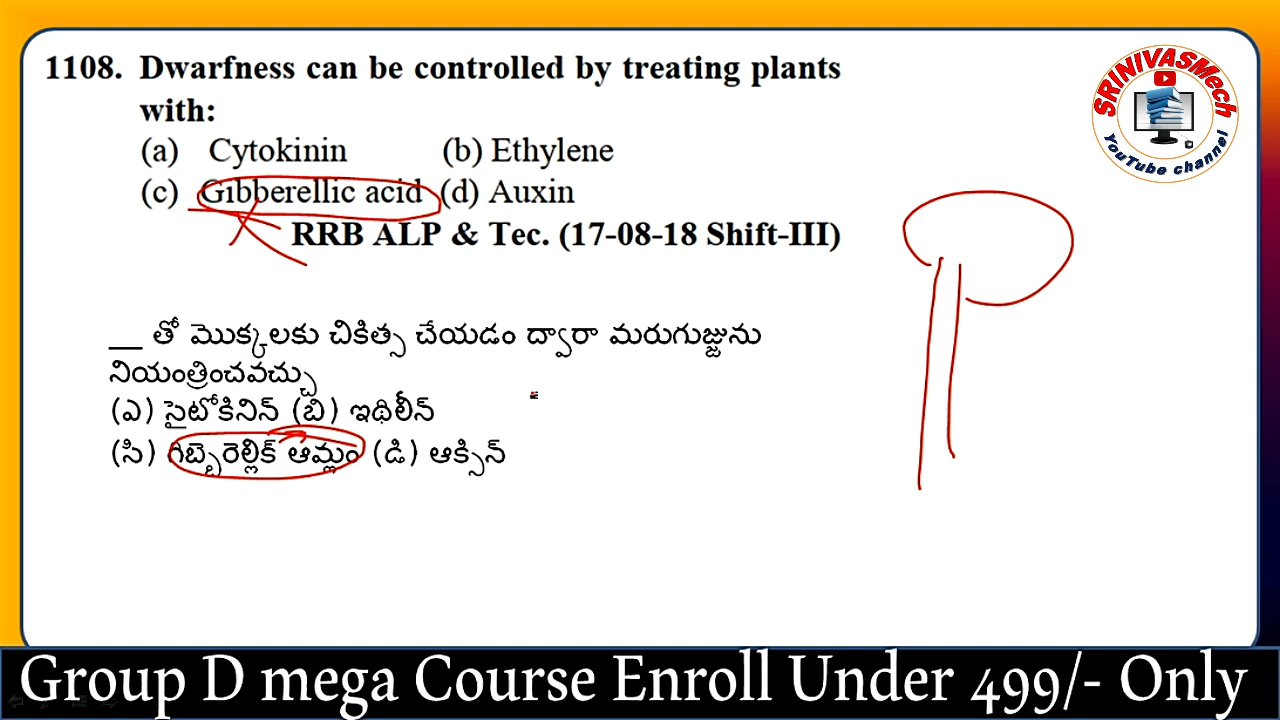 1108. Dwarfness can be controlled by treating plants
with:
(a) Cytokinin (b) Ethylene
(c) Gibberellic acid (d) Auxin
RRB ALP & Tec. (17-08-18 Shift-III)
__ తో మొక్కలకు చికిత్స చేయడం ద్వారా మరుగుజ్జును
నియంత్రించవచ్చు
(ఎ) సైటోకినిన్ (బి) ఇథిలీన్
(సి) గిబ్బెరెల్లిక్ ఆమ్లం (డి) ఆక్సిన్
SRINIVASMech
YouTube channel
Group D mega Course Enroll Under 499/- Only